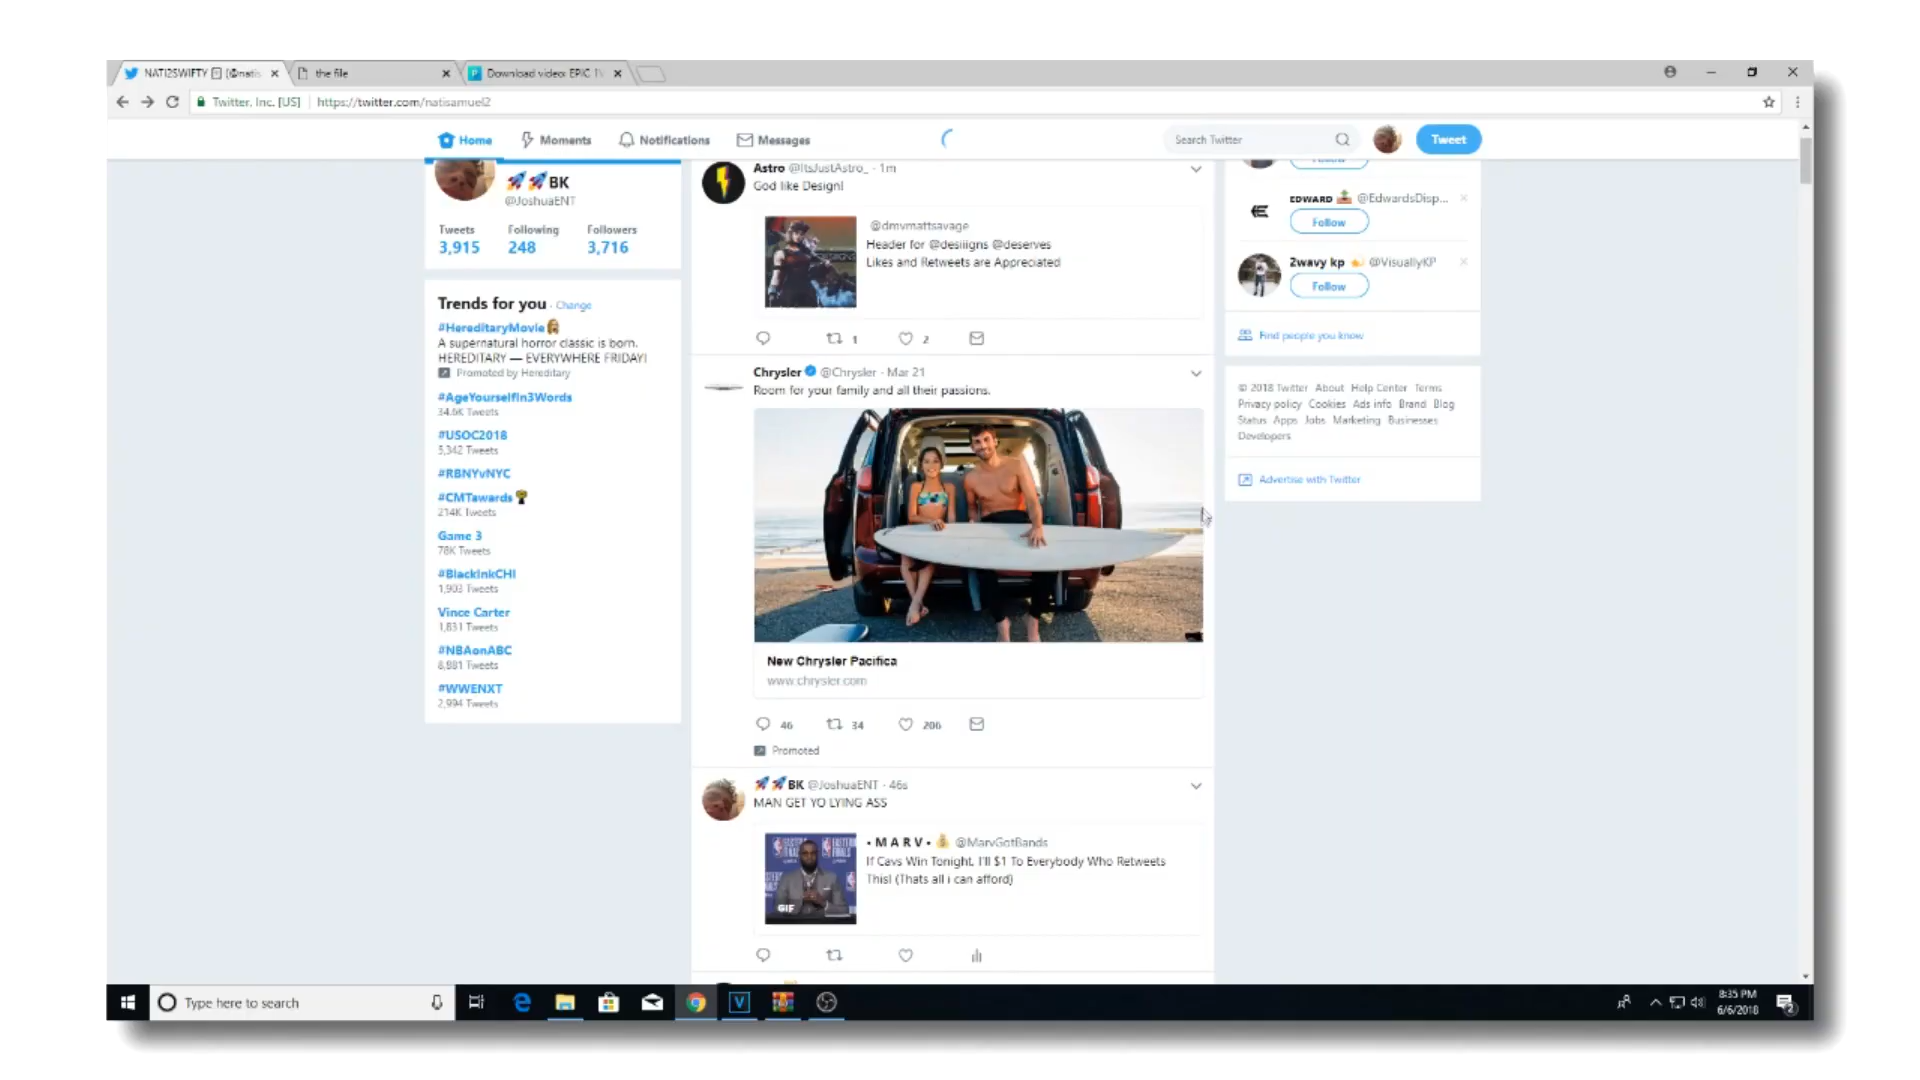 NATI2SWIFTY
the file
Download video: EPIC
Twitter, Inc. [US] https://twitter.com/natisamuel2
Home Moments Notifications Messages
Search Twitter
Tweet
BK
@JoshuaENT
Tweets Following Followers
3,915 248 3,716
Trends for you · Change
#HereditaryMovie
A supernatural horror classic is born.
HEREDITARY — EVERYWHERE FRIDAY!
Promoted by Hereditary
#AgeYourselfIn3Words
34.6K Tweets
#USOC2018
5,342 Tweets
#RBNYvNYC
#CMTawards
214K Tweets
Game 3
78K Tweets
#BlackInkCHI
1,903 Tweets
Vince Carter
1,831 Tweets
#NBAonABC
8,981 Tweets
#WWENXT
2,994 Tweets
Astro @ItsJustAstro_ · 1m
God like Design!
@dmvmattsavage
Header for @desiiigns @deserves
Likes and Retweets are Appreciated
1 2
Chrysler @Chrysler · Mar 21
Room for your family and all their passions.
New Chrysler Pacifica
www.chrysler.com
46 34 206
Promoted
BK @JoshuaENT · 46s
MAN GET YO LYING ASS
GIF
• M A R V • @MarvGotBands
If Cavs Win Tonight, I'll $1 To Everybody Who Retweets
This! (Thats all i can afford)
EDWARD @EdwardsDisp...
Follow
2wavy kp @VisuallyKP
Follow
Find people you know
© 2018 Twitter About Help Center Terms
Privacy policy Cookies Ads info Brand Blog
Status Apps Jobs Marketing Businesses
Developers
Advertise with Twitter
Type here to search
8:35 PM
6/6/2018
2